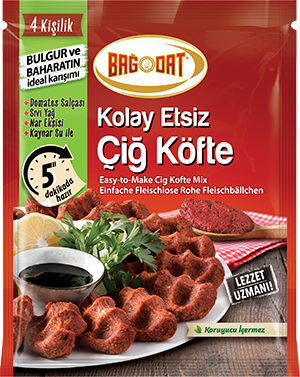 4 Kişilik
BULGUR ve
BAHARATIN
ideal karışımı
+ Domates Salçası
+ Sıvı Yağ
+ Nar Ekşisi
+ Kaynar Su ile
5"
dakikada
hazır
BAGDAT
Kolay Etsiz
Çiğ Köfte
Easy-to-Make Cig Kofte Mix
Einfache Fleischlose Rohe Fleischbällchen
LEZZET
UZMANI!
Koruyucu İçermez